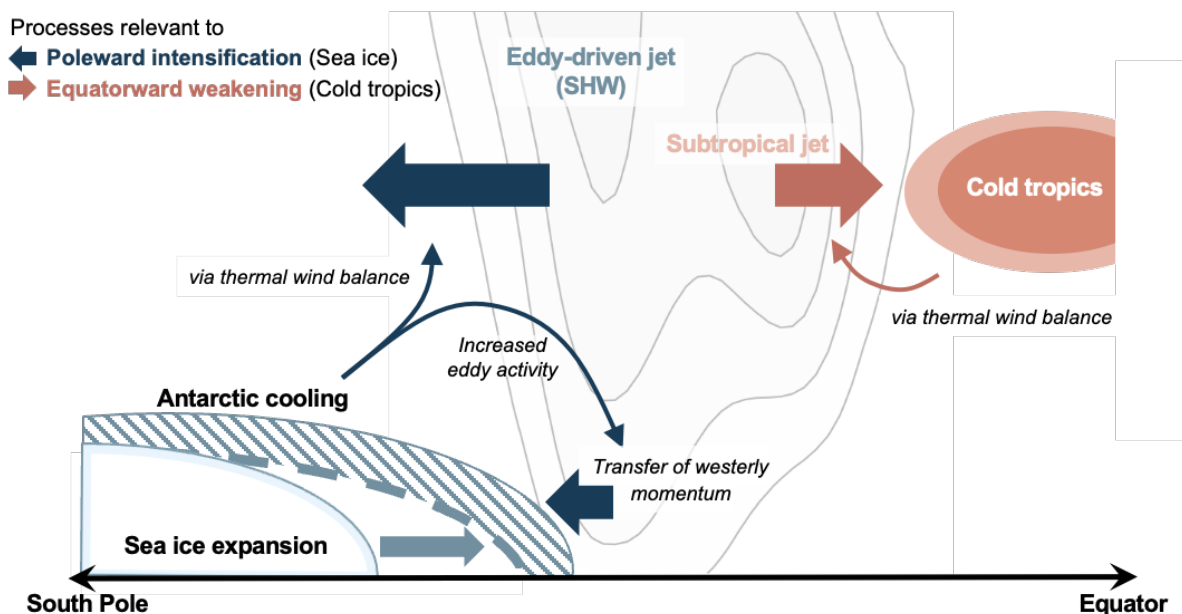 Processes relevant to
Poleward intensification (Sea ice)
Equatorward weakening (Cold tropics)
Eddy-driven jet
(SHW)
Subtropical jet
Cold tropics
via thermal wind balance
via thermal wind balance
Increased
eddy activity
Antarctic cooling
Transfer of westerly
momentum
Sea ice expansion
South Pole
Equator